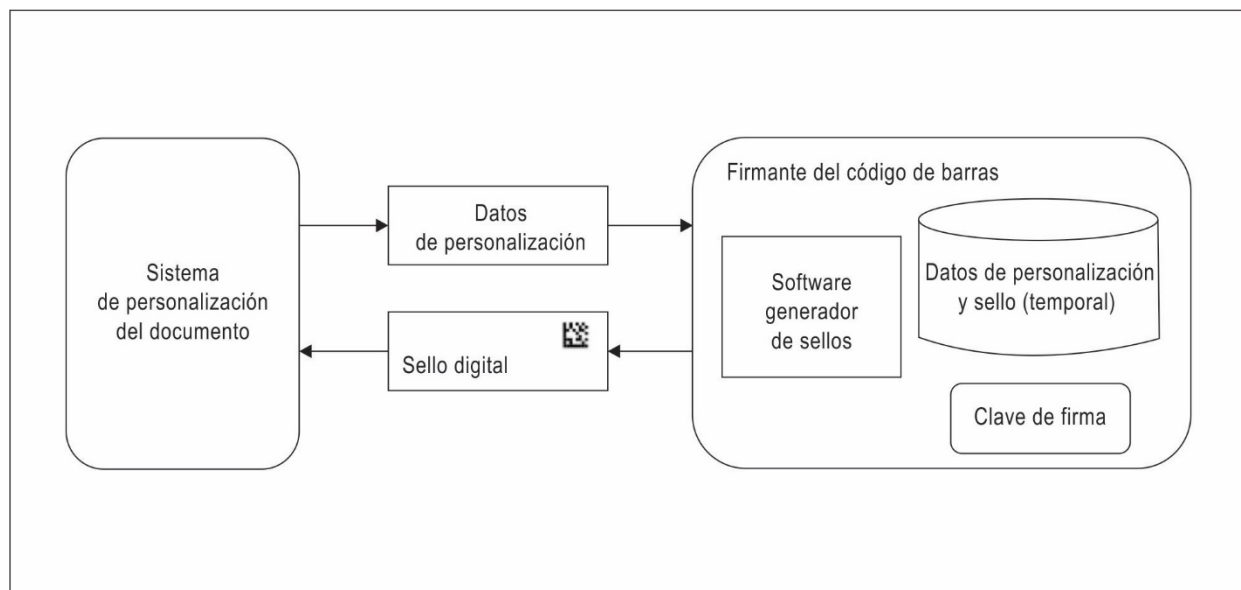 Sistema
de personalización
del documento
Datos
de personalización
Sello digital
Firmante del código de barras
Software
generador
de sellos
Datos de personalización
y sello (temporal)
Clave de firma